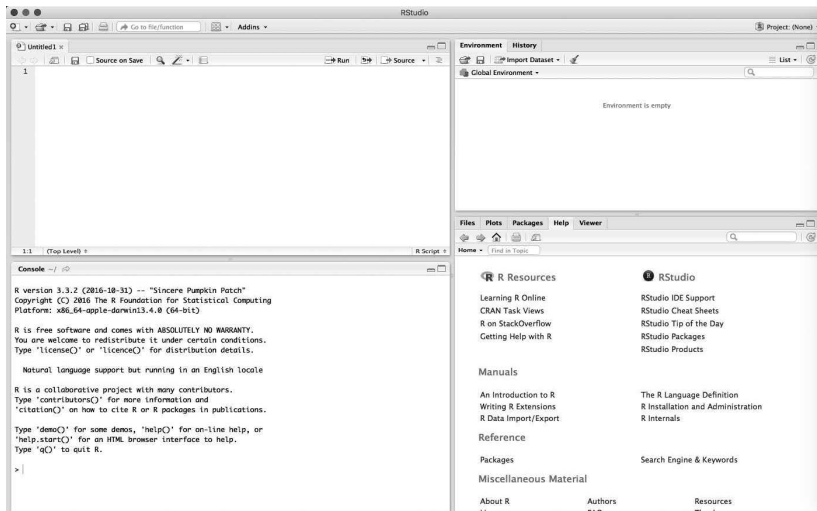 RStudio
Go to file/function Addins
Project: (None)
Untitled1
Source on Save Run Source
1
1:1 (Top Level) R Script
Console ~/
R version 3.3.2 (2016-10-31) -- "Sincere Pumpkin Patch"
Copyright (C) 2016 The R Foundation for Statistical Computing
Platform: x86_64-apple-darwin13.4.0 (64-bit)
R is free software and comes with ABSOLUTELY NO WARRANTY.
You are welcome to redistribute it under certain conditions.
Type 'license()' or 'licence()' for distribution details.
Natural language support but running in an English locale
R is a collaborative project with many contributors.
Type 'contributors()' for more information and
'citation()' on how to cite R or R packages in publications.
Type 'demo()' for some demos, 'help()' for on-line help, or
'help.start()' for an HTML browser interface to help.
Type 'q()' to quit R.
>
Environment History
Import Dataset List
Global Environment
Environment is empty
Files Plots Packages Help Viewer
Home Find in Topic
R Resources
Learning R Online
CRAN Task Views
R on StackOverflow
Getting Help with R
RStudio
RStudio IDE Support
RStudio Cheat Sheets
RStudio Tip of the Day
RStudio Packages
RStudio Products
Manuals
An Introduction to R The R Language Definition
Writing R Extensions R Installation and Administration
R Data Import/Export R Internals
Reference
Packages Search Engine & Keywords
Miscellaneous Material
About R Authors Resources